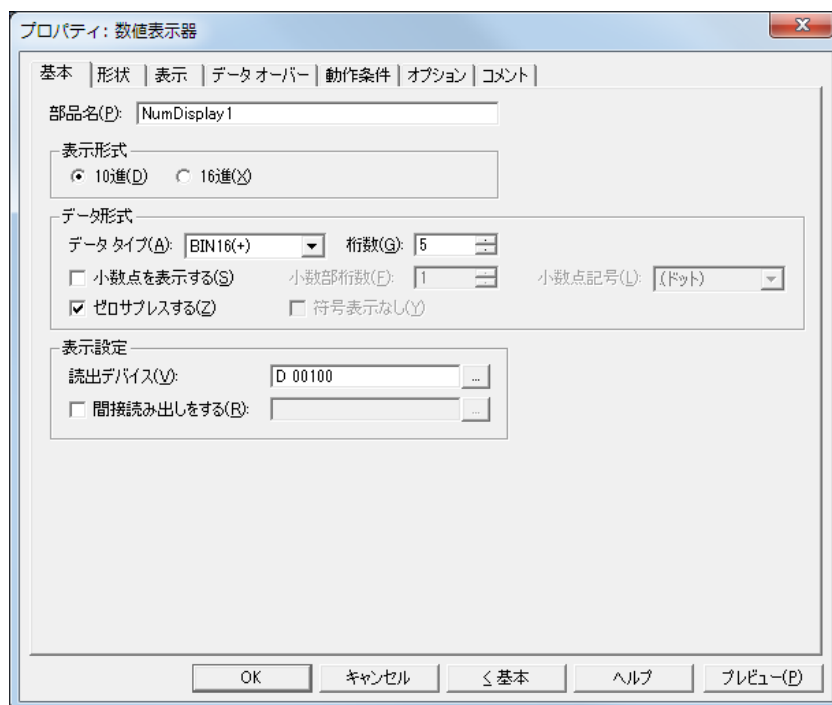 プロパティ: 数値表示器
基本 形状 表示 データ オーバー 動作条件 オプション コメント
部品名(P): NumDisplay1
表示形式
10進(D) 16進(X)
データ形式
データ タイプ(A): BIN16(+) 桁数(G): 5
小数点を表示する(S) 小数部桁数(F): 1 小数点記号(L): .(ドット)
ゼロサプレスする(Z) 符号表示なし(Y)
表示設定
読出デバイス(V): D 00100 ...
間接読み出しをする(R): ...
OK キャンセル < 基本 ヘルプ プレビュー(P)